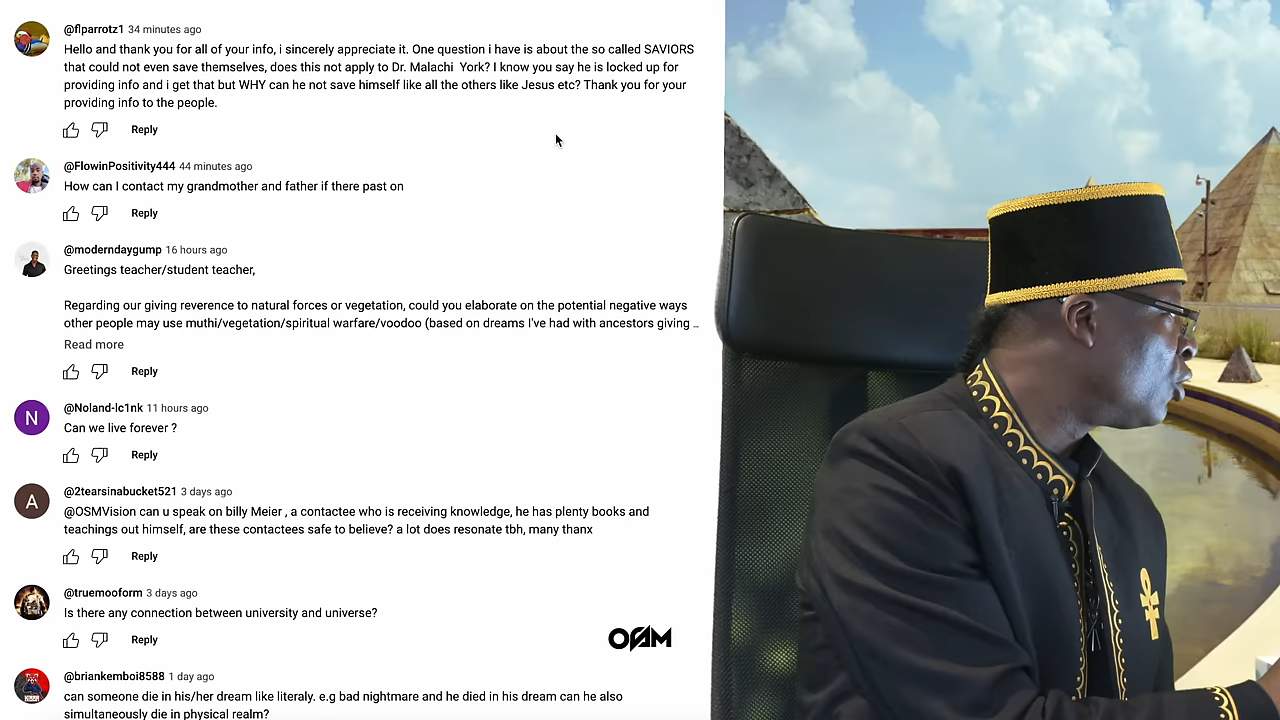 @flparrotz1 34 minutes ago
Hello and thank you for all of your info, i sincerely appreciate it. One question i have is about the so called SAVIORS
that could not even save themselves, does this not apply to Dr. Malachi York? I know you say he is locked up for
providing info and i get that but WHY can he not save himself like all the others like Jesus etc? Thank you for your
providing info to the people.
Reply
@FlowinPositivity444 44 minutes ago
How can I contact my grandmother and father if there past on
Reply
@moderndaygump 16 hours ago
Greetings teacher/student teacher,
Regarding our giving reverence to natural forces or vegetation, could you elaborate on the potential negative ways
other people may use muthi/vegetation/spiritual warfare/voodoo (based on dreams I've had with ancestors giving ...
Read more
Reply
N
@Noland-lc1nk 11 hours ago
Can we live forever ?
Reply
A
@2tearsinabucket521 3 days ago
@OSMVision can u speak on billy Meier , a contactee who is receiving knowledge, he has plenty books and
teachings out himself, are these contactees safe to believe? a lot does resonate tbh, many thanx
Reply
@truemooform 3 days ago
Is there any connection between university and universe?
Reply
OSM
@briankemboi8588 1 day ago
can someone die in his/her dream like literaly. e.g bad nightmare and he died in his dream can he also
simultaneously die in physical realm?